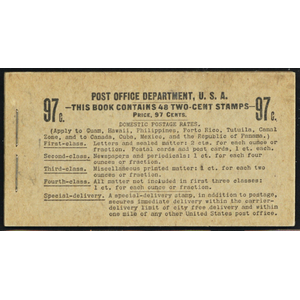 POST OFFICE DEPARTMENT, U. S. A.
97c. —THIS BOOK CONTAINS 48 TWO-CENT STAMPS— 97c.
PRICE, 97 CENTS.
DOMESTIC POSTAGE RATES.
(Apply to Guam, Hawaii, Philippines, Porto Rico, Tutuila, Canal
Zone, and to Canada, Cuba, Mexico, and the Republic of Panama.)
First-class. Letters and sealed matter: 2 cts. for each ounce or
fraction. Postal cards and post cards, 1 ct. each.
Second-class. Newspapers and periodicals: 1 ct. for each four
ounces or fraction.
Third-class. Miscellaneous printed matter: 1 ct. for each two
ounces or fraction.
Fourth-class. All matter not included in first three classes:
1 ct. for each ounce or fraction.
Special-delivery. A special-delivery stamp, in addition to postage,
secures immediate delivery within the carrier-
delivery limit of city free delivery and within
one mile of any other United States post office.